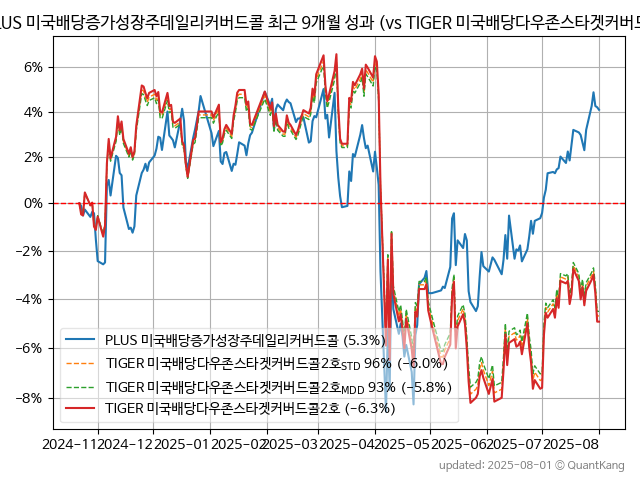 PLUS 미국배당증가성장주데일리커버드콜 최근 9개월 성과 (vs TIGER 미국배당다우존스타겟커버드
6%
4%
2%
0%
−2%
−4%
−6%
−8%
PLUS 미국배당증가성장주데일리커버드콜 (5.3%)
TIGER 미국배당다우존스타겟커버드콜2호STD 96% (−6.0%)
TIGER 미국배당다우존스타겟커버드콜2호MDD 93% (−5.8%)
TIGER 미국배당다우존스타겟커버드콜2호 (−6.3%)
2024-11 2024-12 2025-01 2025-02 2025-03 2025-04 2025-05 2025-06 2025-07 2025-08
updated: 2025-08-01 © QuantKang